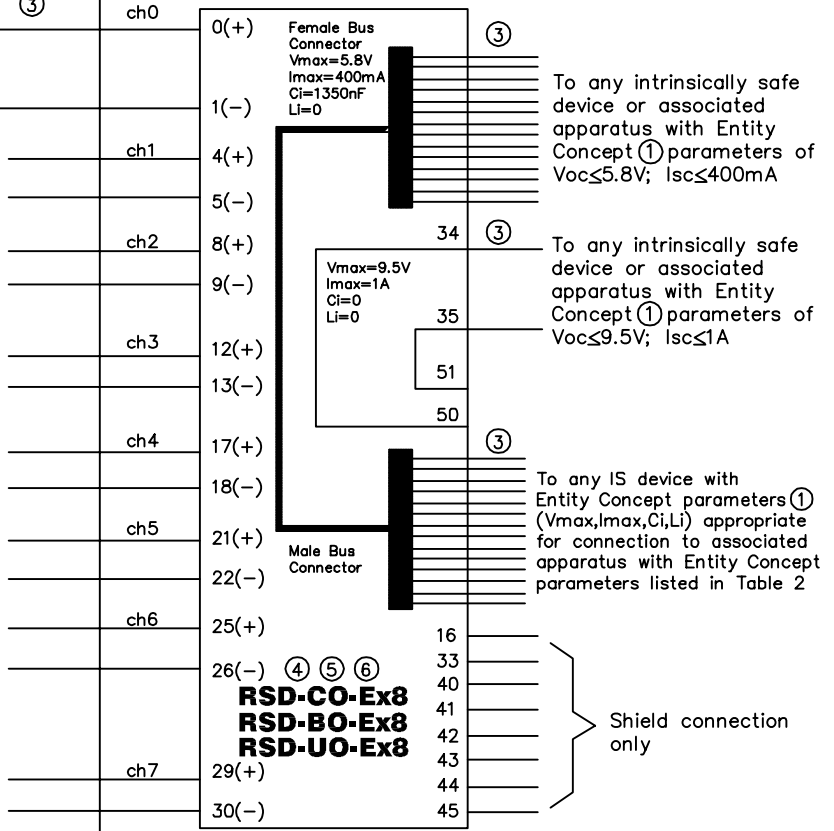 ③
ch0
0(+)
1(−)
ch1
4(+)
5(−)
ch2
8(+)
9(−)
ch3
12(+)
13(−)
ch4
17(+)
18(−)
ch5
21(+)
22(−)
ch6
25(+)
26(−)
ch7
29(+)
30(−)
Female Bus
Connector
Vmax=5.8V
Imax=400mA
Ci=1350nF
Li=0
③
To any intrinsically safe
device or associated
apparatus with Entity
Concept ① parameters of
Voc≤5.8V; Isc≤400mA
34
③
Vmax=9.5V
Imax=1A
Ci=0
Li=0
35
51
50
To any intrinsically safe
device or associated
apparatus with Entity
Concept ① parameters of
Voc≤9.5V; Isc≤1A
③
Male Bus
Connector
To any IS device with
Entity Concept parameters ①
(Vmax,Imax,Ci,Li) appropriate
for connection to associated
apparatus with Entity Concept
parameters listed in Table 2
④ ⑤ ⑥
RSD-CO-Ex8
RSD-BO-Ex8
RSD-UO-Ex8
16
33
40
41
42
43
44
45
Shield connection
only